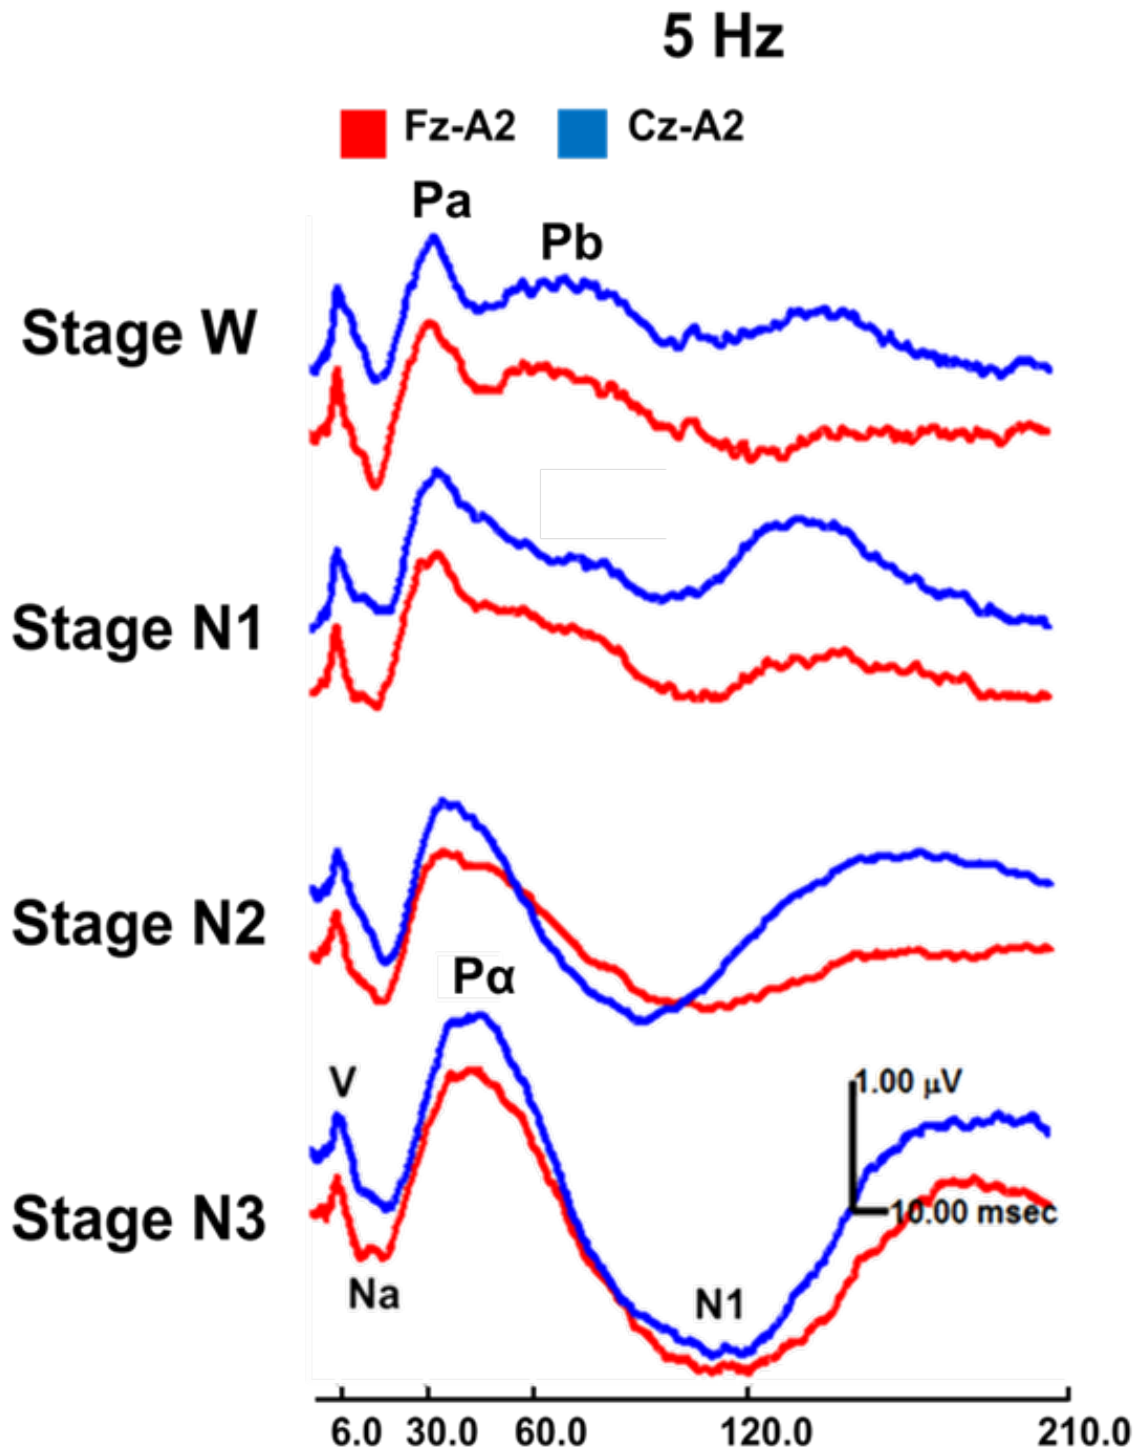 5 Hz
Fz-A2 Cz-A2
Pa
Pb
Stage W
Stage N1
Stage N2
Pα
V
1.00 μV
Stage N3
10.00 msec
Na
N1
6.0 30.0 60.0 120.0 210.0